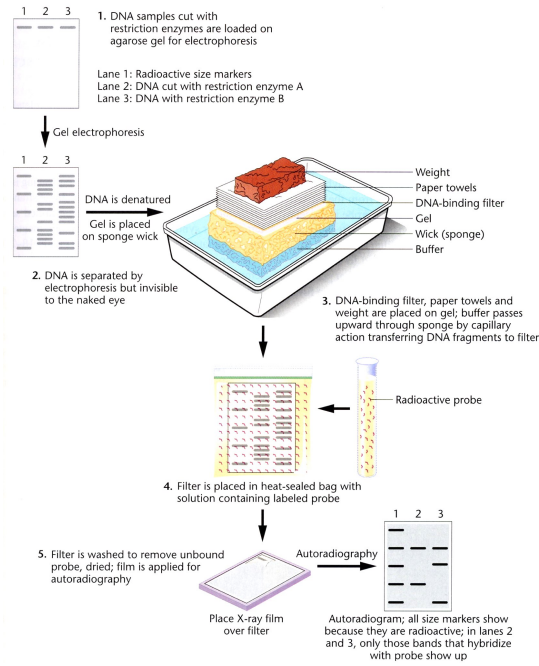 1 2 3
1. DNA samples cut with
restriction enzymes are loaded on
agarose gel for electrophoresis
Lane 1: Radioactive size markers
Lane 2: DNA cut with restriction enzyme A
Lane 3: DNA with restriction enzyme B
Gel electrophoresis
1 2 3
DNA is denatured
Gel is placed
on sponge wick
Weight
Paper towels
DNA-binding filter
Gel
Wick (sponge)
Buffer
2. DNA is separated by
electrophoresis but invisible
to the naked eye
3. DNA-binding filter, paper towels and
weight are placed on gel; buffer passes
upward through sponge by capillary
action transferring DNA fragments to filter
Radioactive probe
4. Filter is placed in heat-sealed bag with
solution containing labeled probe
5. Filter is washed to remove unbound
probe, dried; film is applied for
autoradiography
Autoradiography
1 2 3
Place X-ray film
over filter
Autoradiogram; all size markers show
because they are radioactive; in lanes 2
and 3, only those bands that hybridize
with probe show up